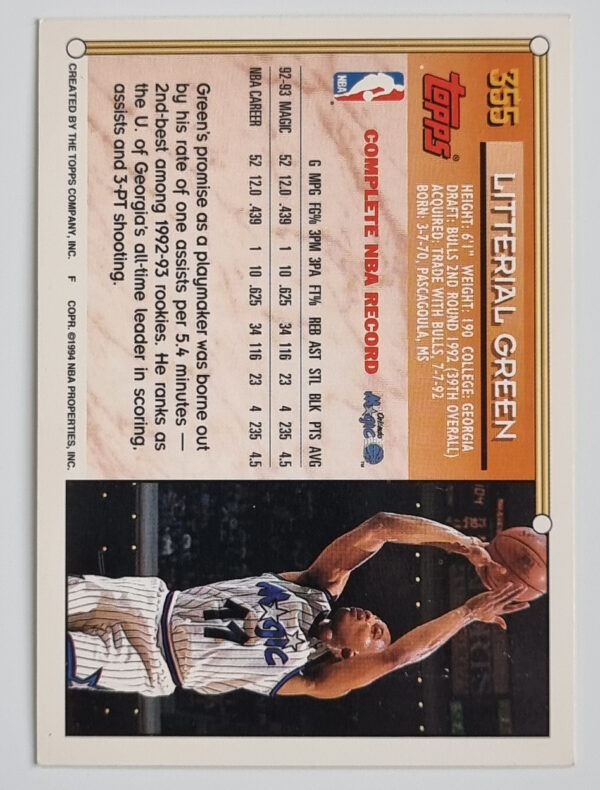 355
LITTERIAL GREEN
TOPPS®
HEIGHT: 6'1" WEIGHT: 190 COLLEGE: GEORGIA
DRAFT: BULLS 2ND ROUND 1992 (39TH OVERALL)
ACQUIRED: TRADE WITH BULLS, 7-7-92
BORN: 3-7-70, PASCAGOULA, MS
NBA
COMPLETE NBA RECORD
Orlando
Magic™
G MPG FG% 3PM 3PA FT% REB AST STL BLK PTS AVG
92-93 MAGIC 52 12.0 .439 1 10 .625 34 116 23 4 235 4.5
NBA CAREER 52 12.0 .439 1 10 .625 34 116 23 4 235 4.5
Green's promise as a playmaker was borne out
by his rate of one assists per 5.4 minutes —
2nd-best among 1992-93 rookies. He ranks as
the U. of Georgia's all-time leader in scoring,
assists and 3-PT shooting.
CREATED BY THE TOPPS COMPANY, INC. F COPR. ©1994 NBA PROPERTIES, INC.
MAGIC
11